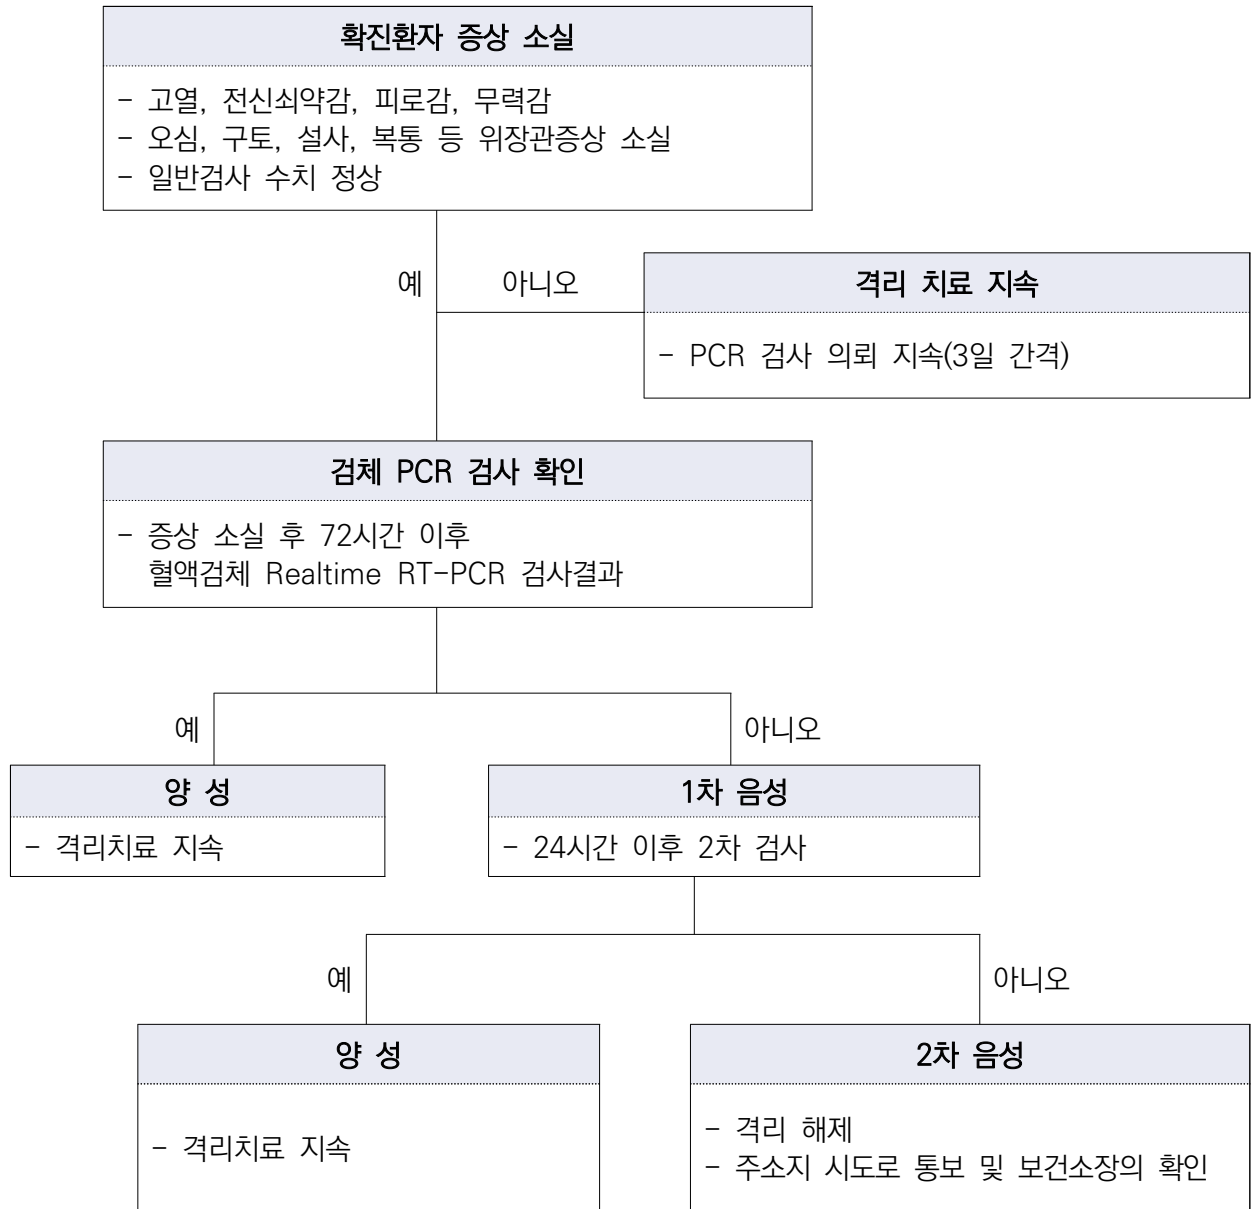 확진환자 증상 소실
- 고열, 전신쇠약감, 피로감, 무력감
- 오심, 구토, 설사, 복통 등 위장관증상 소실
- 일반검사 수치 정상
예
아니오
격리 치료 지속
- PCR 검사 의뢰 지속(3일 간격)
검체 PCR 검사 확인
- 증상 소실 후 72시간 이후
혈액검체 Realtime RT-PCR 검사결과
예
아니오
양 성
- 격리치료 지속
1차 음성
- 24시간 이후 2차 검사
예
아니오
양 성
- 격리치료 지속
2차 음성
- 격리 해제
- 주소지 시도로 통보 및 보건소장의 확인